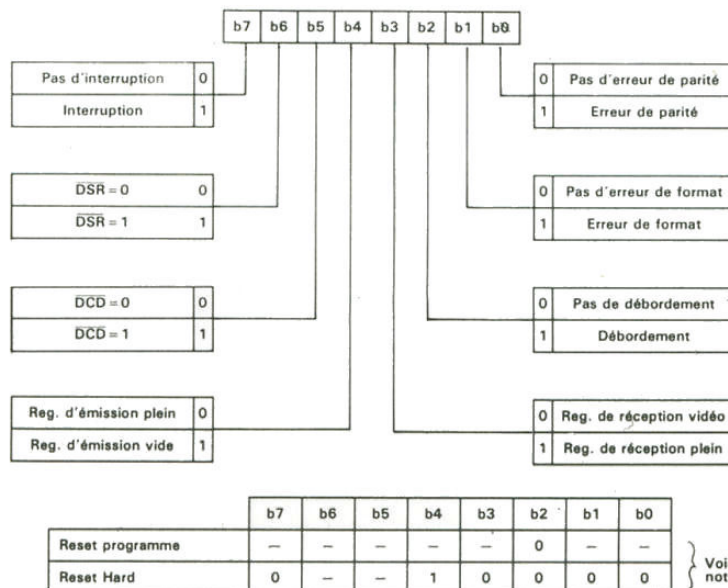 b7 b6 b5 b4 b3 b2 b1 b0
Pas d'interruption 0
Interruption 1
0 Pas d'erreur de parité
1 Erreur de parité
DSR = 0 0
DSR = 1 1
0 Pas d'erreur de format
1 Erreur de format
DCD = 0 0
DCD = 1 1
0 Pas de débordement
1 Débordement
Reg. d'émission plein 0
Reg. d'émission vide 1
0 Reg. de réception vidéo
1 Reg. de réception plein
b7 b6 b5 b4 b3 b2 b1 b0
Reset programme — — — — — 0 — —
Reset Hard 0 — — 1 0 0 0 0